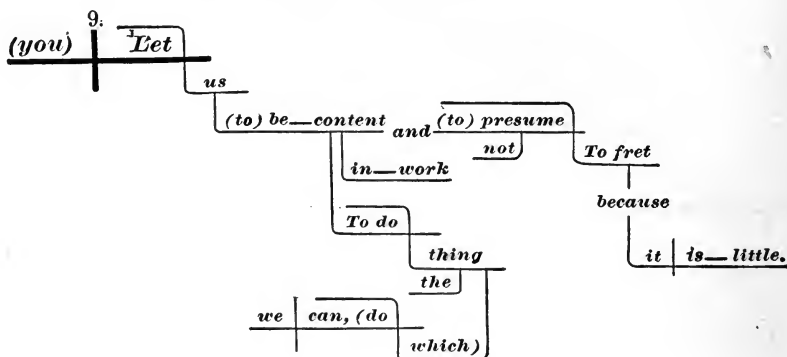 9.
(you) Let
us
(to) be—content and (to) presume
not
To fret
in—work
because
To do
it is—little.
thing
the
we can, (do
which)